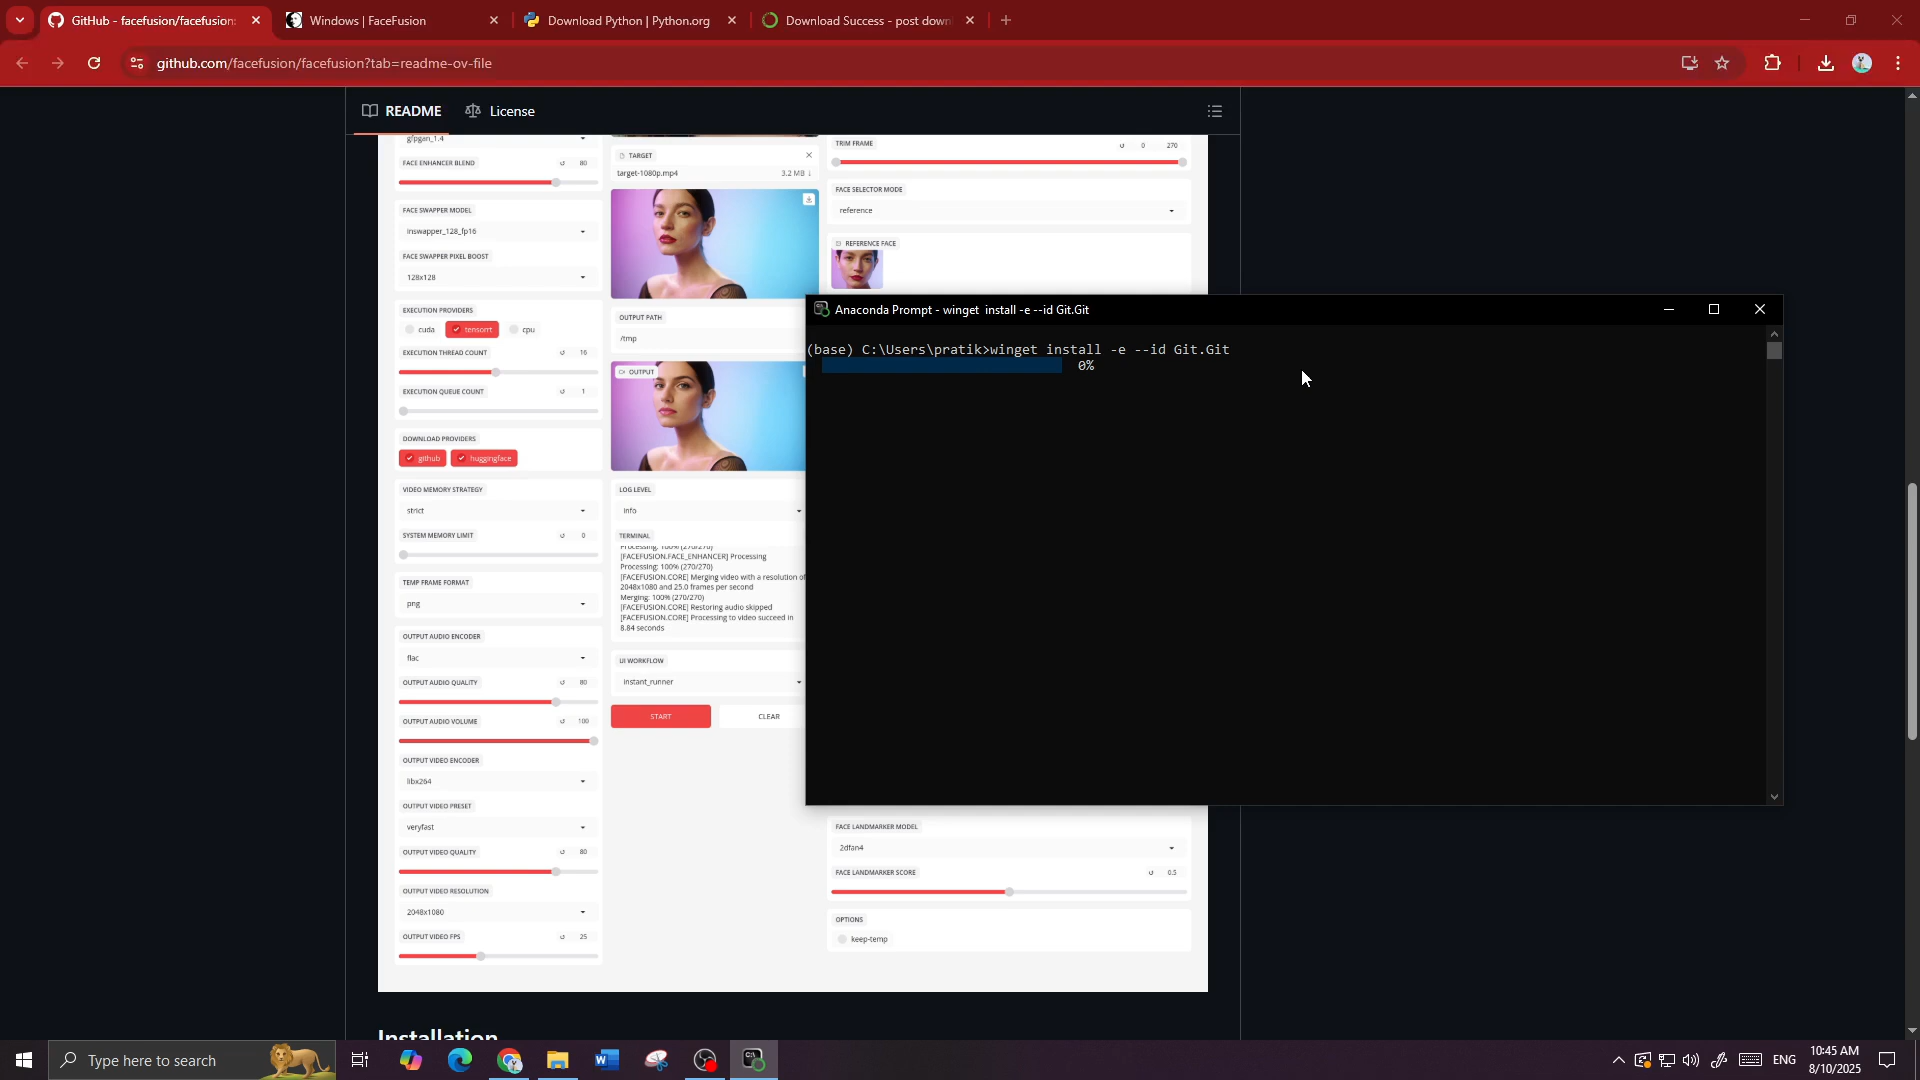 GitHub - facefusion/facefusion:
Windows | FaceFusion
Download Python | Python.org
Download Success - post down
github.com/facefusion/facefusion?tab=readme-ov-file
README
License
gfpgan_1.4
FACE ENHANCER BLEND
80
FACE SWAPPER MODEL
inswapper_128_fp16
FACE SWAPPER PIXEL BOOST
128x128
EXECUTION PROVIDERS
cuda
tensorrt
cpu
EXECUTION THREAD COUNT
16
EXECUTION QUEUE COUNT
1
DOWNLOAD PROVIDERS
github
huggingface
VIDEO MEMORY STRATEGY
strict
SYSTEM MEMORY LIMIT
0
TEMP FRAME FORMAT
png
OUTPUT AUDIO ENCODER
flac
OUTPUT AUDIO QUALITY
80
OUTPUT AUDIO VOLUME
100
OUTPUT VIDEO ENCODER
libx264
OUTPUT VIDEO PRESET
veryfast
OUTPUT VIDEO QUALITY
80
OUTPUT VIDEO RESOLUTION
2048x1080
OUTPUT VIDEO FPS
25
TARGET
target-1080p.mp4
3.2 MB ↓
OUTPUT PATH
/tmp
OUTPUT
LOG LEVEL
info
TERMINAL
Processing: 100% (270/270)
[FACEFUSION.FACE_ENHANCER] Processing
Processing: 100% (270/270)
[FACEFUSION.CORE] Merging video with a resolution of
2048x1080 and 25.0 frames per second
Merging: 100% (270/270)
[FACEFUSION.CORE] Restoring audio skipped
[FACEFUSION.CORE] Processing to video succeed in
8.84 seconds
UI WORKFLOW
instant_runner
START
CLEAR
TRIM FRAME
0
270
FACE SELECTOR MODE
reference
REFERENCE FACE
Anaconda Prompt - winget  install -e --id Git.Git
(base) C:\Users\pratik>winget install -e --id Git.Git
0%
FACE LANDMARKER MODEL
2dfan4
FACE LANDMARKER SCORE
0.5
OPTIONS
keep-temp
Installation
Type here to search
ENG
10:45 AM
8/10/2025